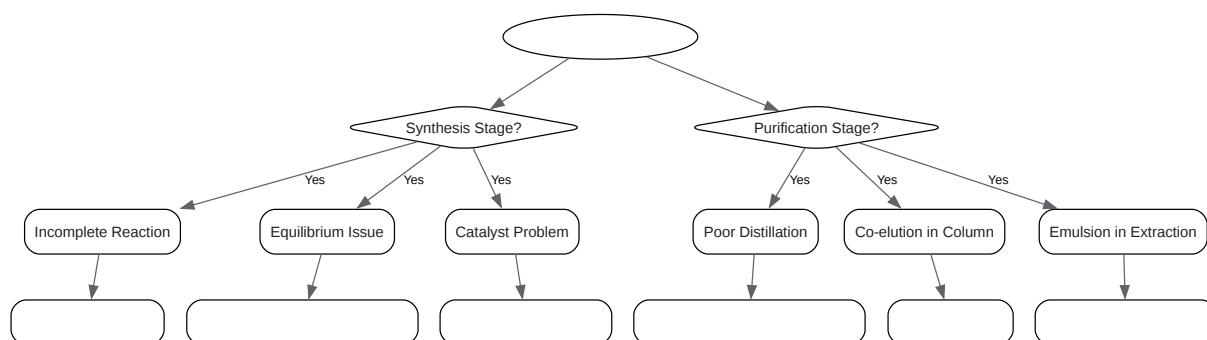 Synthesis Stage?
Purification Stage?
Yes
Yes
Yes
Yes
Yes
Yes
Incomplete Reaction
Equilibrium Issue
Catalyst Problem
Poor Distillation
Co-elution in Column
Emulsion in Extraction